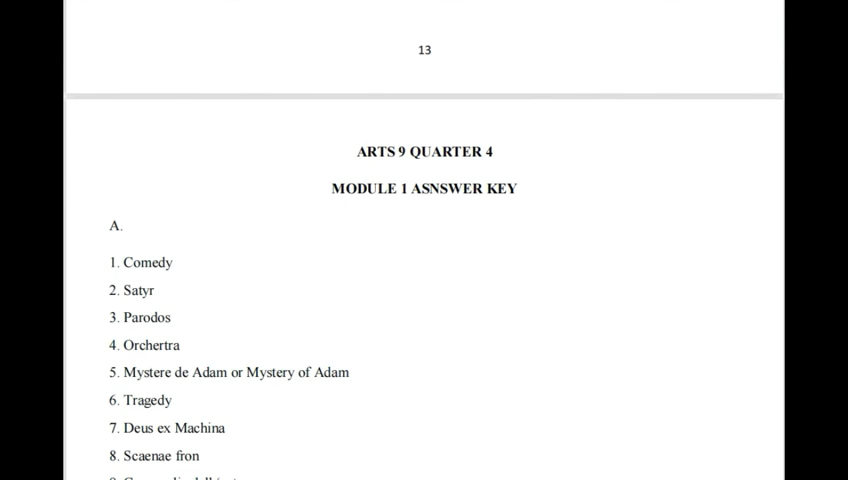 13
ARTS 9 QUARTER 4
MODULE 1 ASNSWER KEY
A.
1. Comedy
2. Satyr
3. Parodos
4. Orchertra
5. Mystere de Adam or Mystery of Adam
6. Tragedy
7. Deus ex Machina
8. Scaenae fron